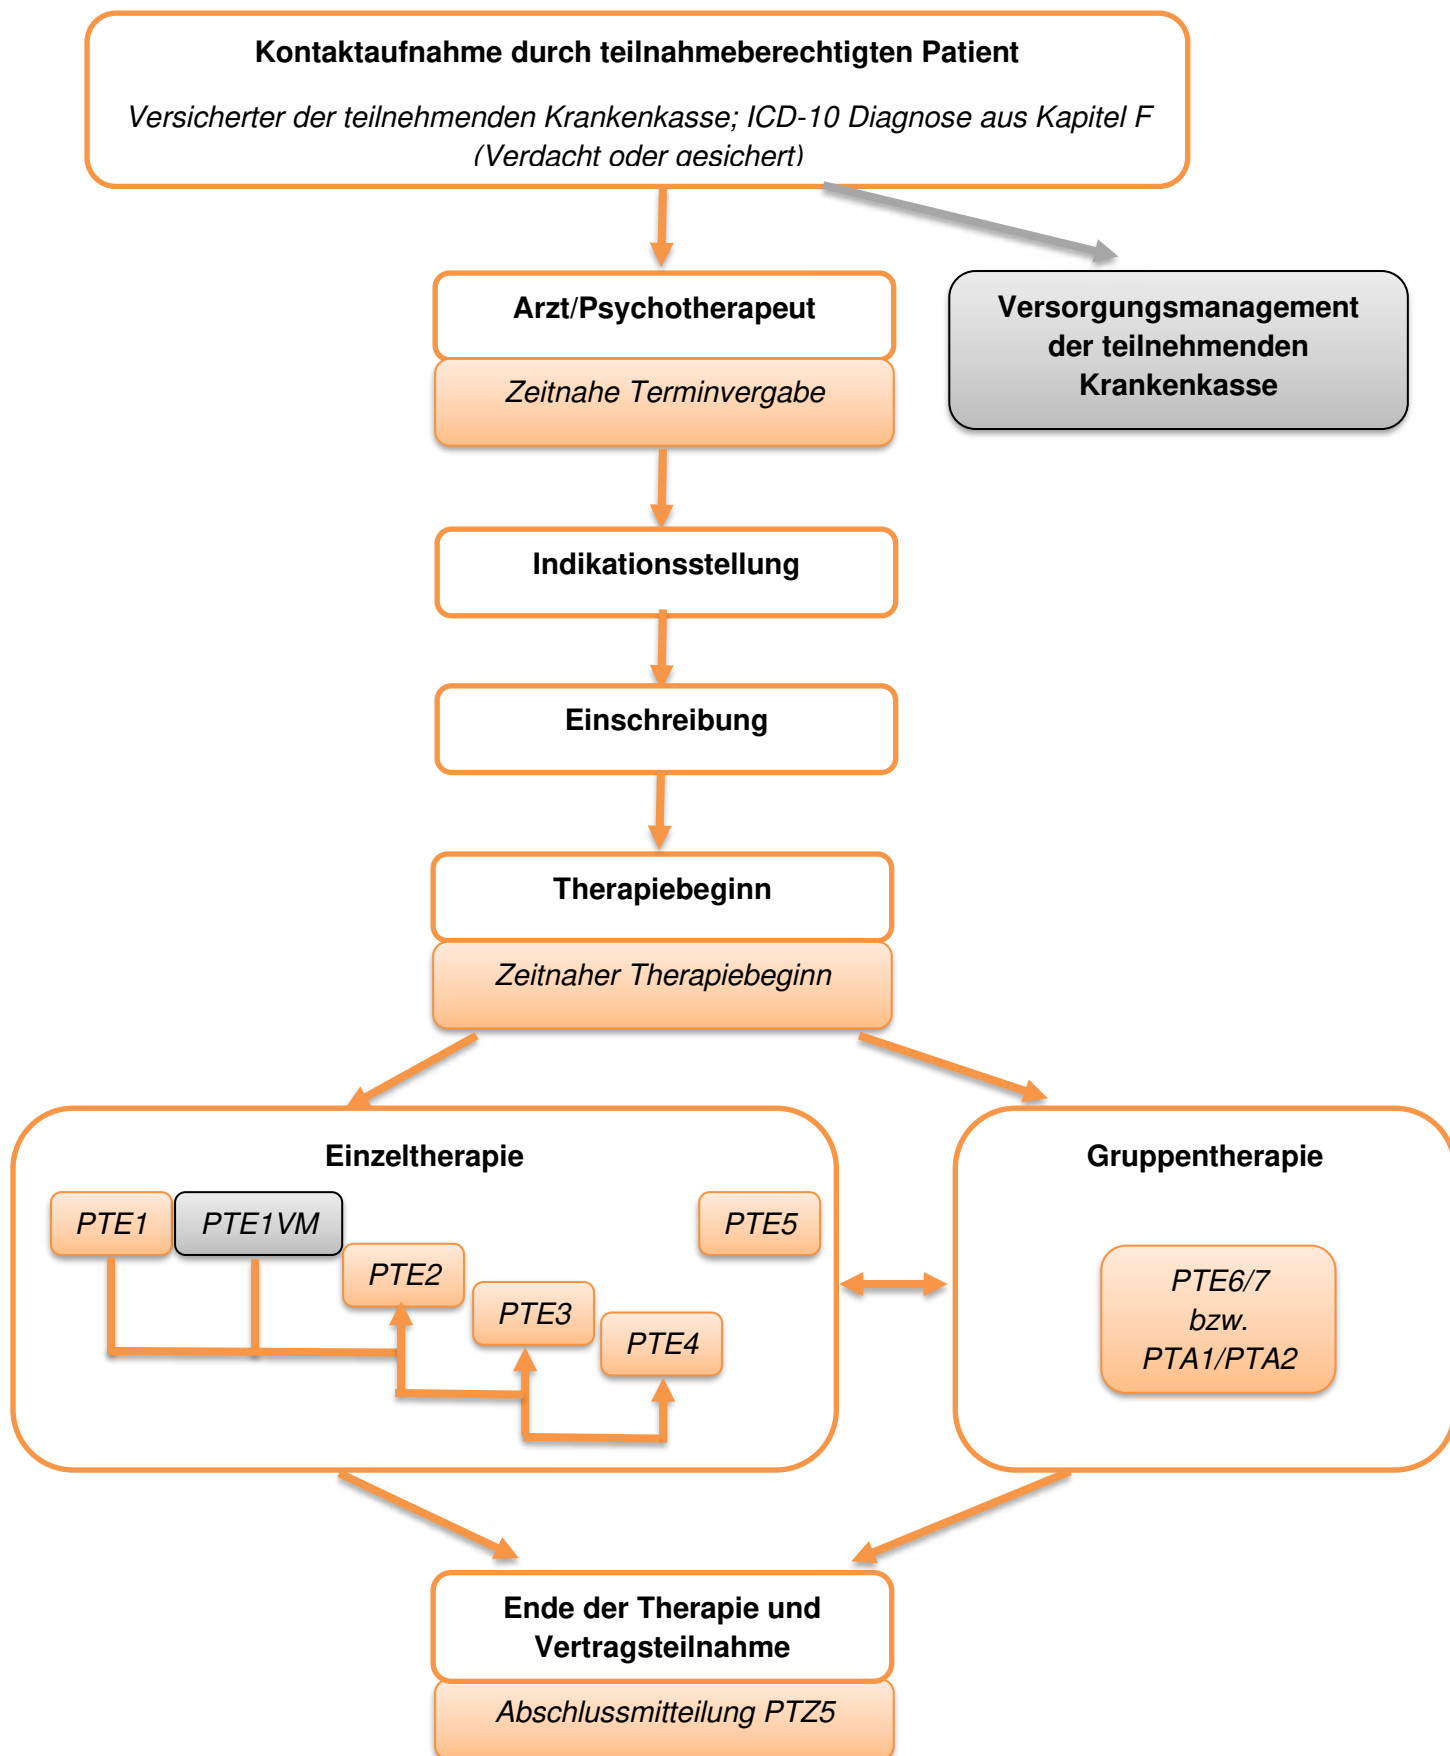 Kontaktaufnahme durch teilnahmeberechtigten Patient
Versicherter der teilnehmenden Krankenkasse; ICD-10 Diagnose aus Kapitel F
(Verdacht oder gesichert)
Arzt/Psychotherapeut
Zeitnahe Terminvergabe
Versorgungsmanagement
der teilnehmenden
Krankenkasse
Indikationsstellung
Einschreibung
Therapiebeginn
Zeitnaher Therapiebeginn
Einzeltherapie
PTE1
PTE1VM
PTE2
PTE3
PTE4
PTE5
Gruppentherapie
PTE6/7
bzw.
PTA1/PTA2
Ende der Therapie und
Vertragsteilnahme
Abschlussmitteilung PTZ5